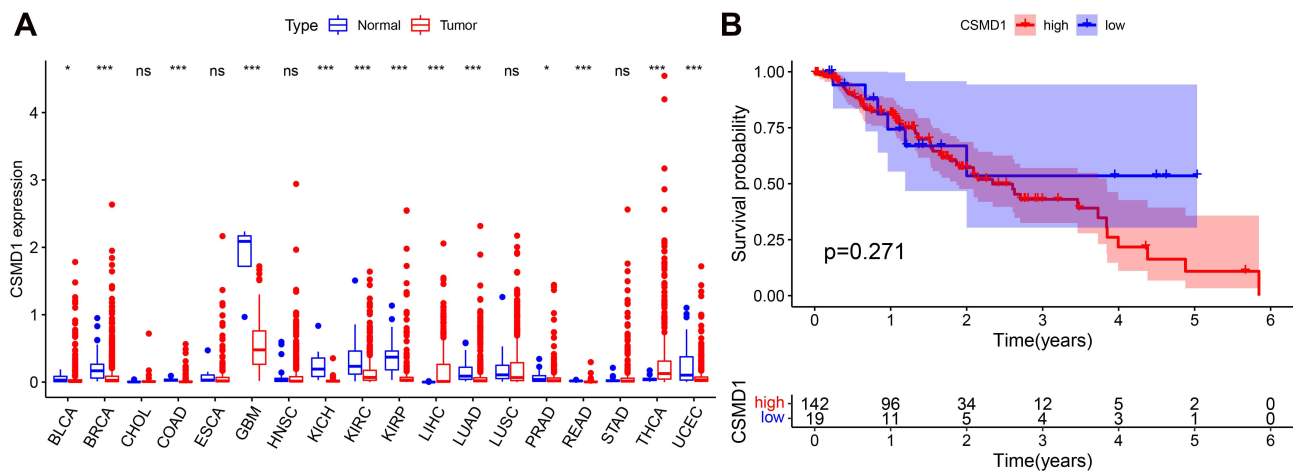 A
Type Normal Tumor
* *** ns *** ns *** ns *** *** *** *** *** ns * *** ns *** ***
CSMD1 expression
4
3
2
1
0
BLCA BRCA CHOL COAD ESCA GBM HNSC KICH KIRC KIRP LIHC LUAD LUSC PRAD READ STAD THCA UCEC
B
CSMD1 high low
Survival probability
1.00
0.75
0.50
0.25
0.00
p=0.271
0 1 2 3 4 5 6
Time(years)
CSMD1
high 142 96 34 12 5 2 0
low 19 11 5 4 3 1 0
0 1 2 3 4 5 6
Time(years)